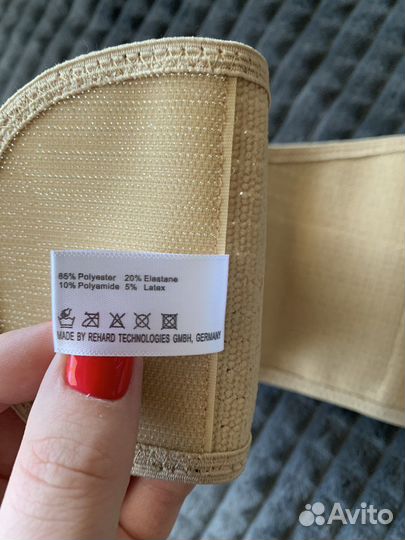 65% Polyester 20% Elastane
10% Polyamide 5% Latex
MADE BY REHARD TECHNOLOGIES GMBH, GERMANY
Avito